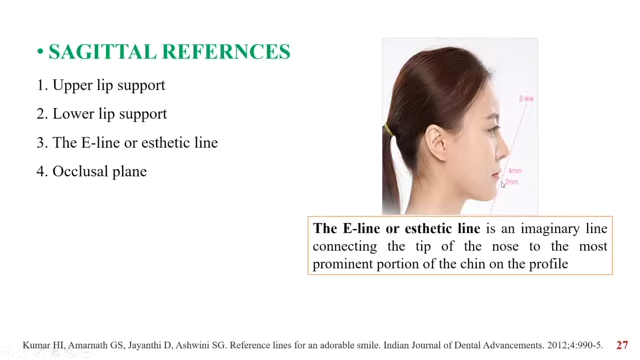 • SAGITTAL REFERNCES
1. Upper lip support
2. Lower lip support
3. The E-line or esthetic line
4. Occlusal plane
E-line
4mm
2mm
The E-line or esthetic line is an imaginary line
connecting the tip of the nose to the most
prominent portion of the chin on the profile
Kumar HI, Amarnath GS, Jayanthi D, Ashwini SG. Reference lines for an adorable smile. Indian Journal of Dental Advancements. 2012;4:990-5.
27